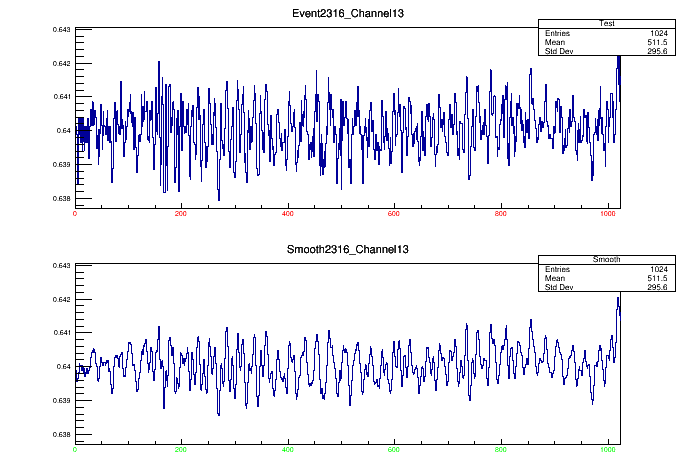 Event2316_Channel13
Test
Entries 1024
Mean 511.5
Std Dev 295.6
0.643
0.642
0.641
0.64
0.639
0.638
0 200 400 600 800 1000
Smooth2316_Channel13
Smooth
Entries 1024
Mean 511.5
Std Dev 295.6
0.643
0.642
0.641
0.64
0.639
0.638
0 200 400 600 800 1000